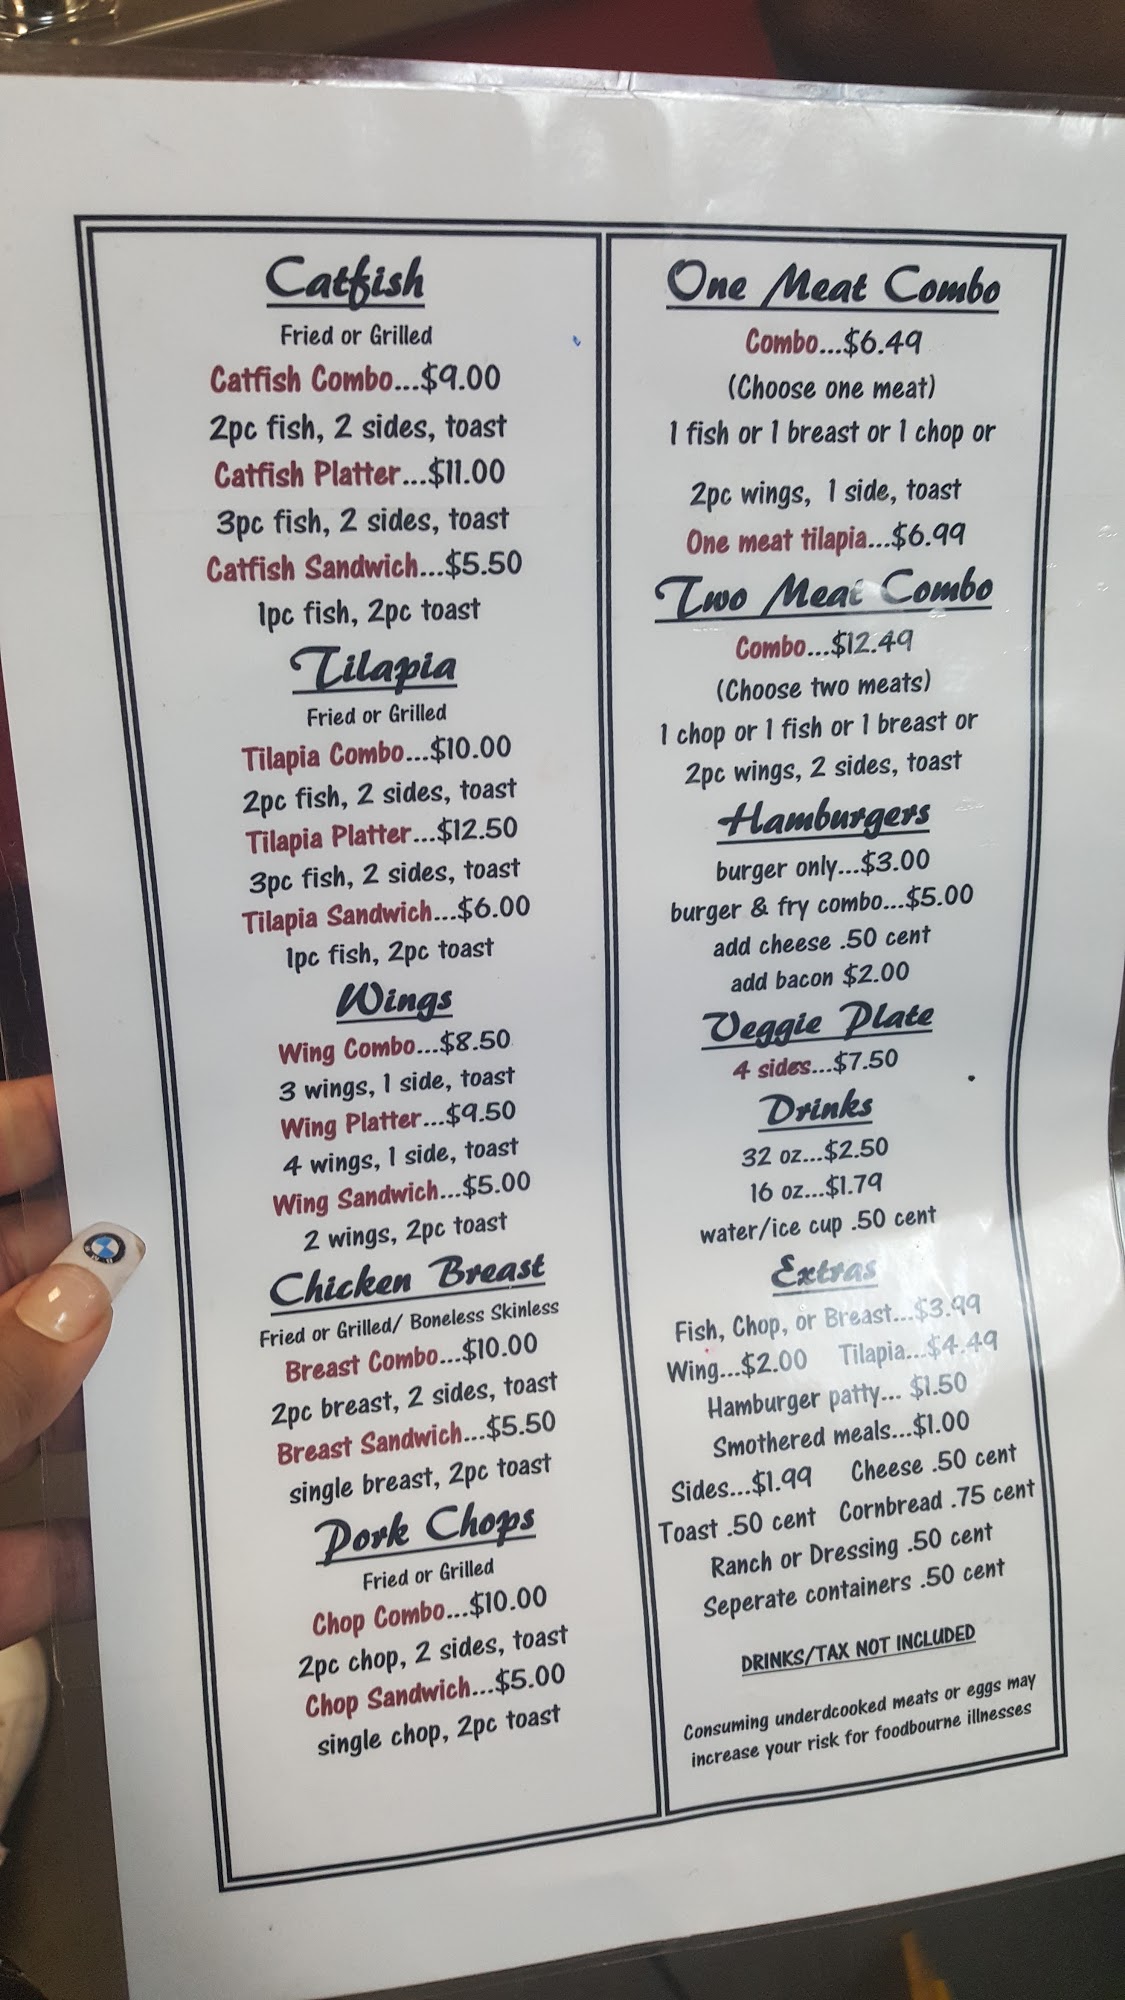 Catfish
Fried or Grilled
Catfish Combo...$9.00
2pc fish, 2 sides, toast
Catfish Platter...$11.00
3pc fish, 2 sides, toast
Catfish Sandwich...$5.50
1pc fish, 2pc toast
Tilapia
Fried or Grilled
Tilapia Combo...$10.00
2pc fish, 2 sides, toast
Tilapia Platter...$12.50
3pc fish, 2 sides, toast
Tilapia Sandwich...$6.00
1pc fish, 2pc toast
Wings
Wing Combo...$8.50
3 wings, 1 side, toast
Wing Platter...$9.50
4 wings, 1 side, toast
Wing Sandwich...$5.00
2 wings, 2pc toast
Chicken Breast
Fried or Grilled/ Boneless Skinless
Breast Combo...$10.00
2pc breast, 2 sides, toast
Breast Sandwich...$5.50
single breast, 2pc toast
Pork Chops
Fried or Grilled
Chop Combo...$10.00
2pc chop, 2 sides, toast
Chop Sandwich...$5.00
single chop, 2pc toast
One Meat Combo
Combo...$6.49
(Choose one meat)
1 fish or 1 breast or 1 chop or
2pc wings, 1 side, toast
One meat tilapia...$6.99
Two Meat Combo
Combo...$12.49
(Choose two meats)
1 chop or 1 fish or 1 breast or
2pc wings, 2 sides, toast
Hamburgers
burger only...$3.00
burger & fry combo...$5.00
add cheese .50 cent
add bacon $2.00
Veggie Plate
4 sides...$7.50
Drinks
32 oz...$2.50
16 oz...$1.79
water/ice cup .50 cent
Extras
Fish, Chop, or Breast...$3.99
Wing...$2.00 Tilapia...$4.49
Hamburger patty... $1.50
Smothered meals...$1.00
Sides...$1.99 Cheese .50 cent
Toast .50 cent Cornbread .75 cent
Ranch or Dressing .50 cent
Seperate containers .50 cent
DRINKS/TAX NOT INCLUDED
Consuming underdcooked meats or eggs may
increase your risk for foodbourne illnesses